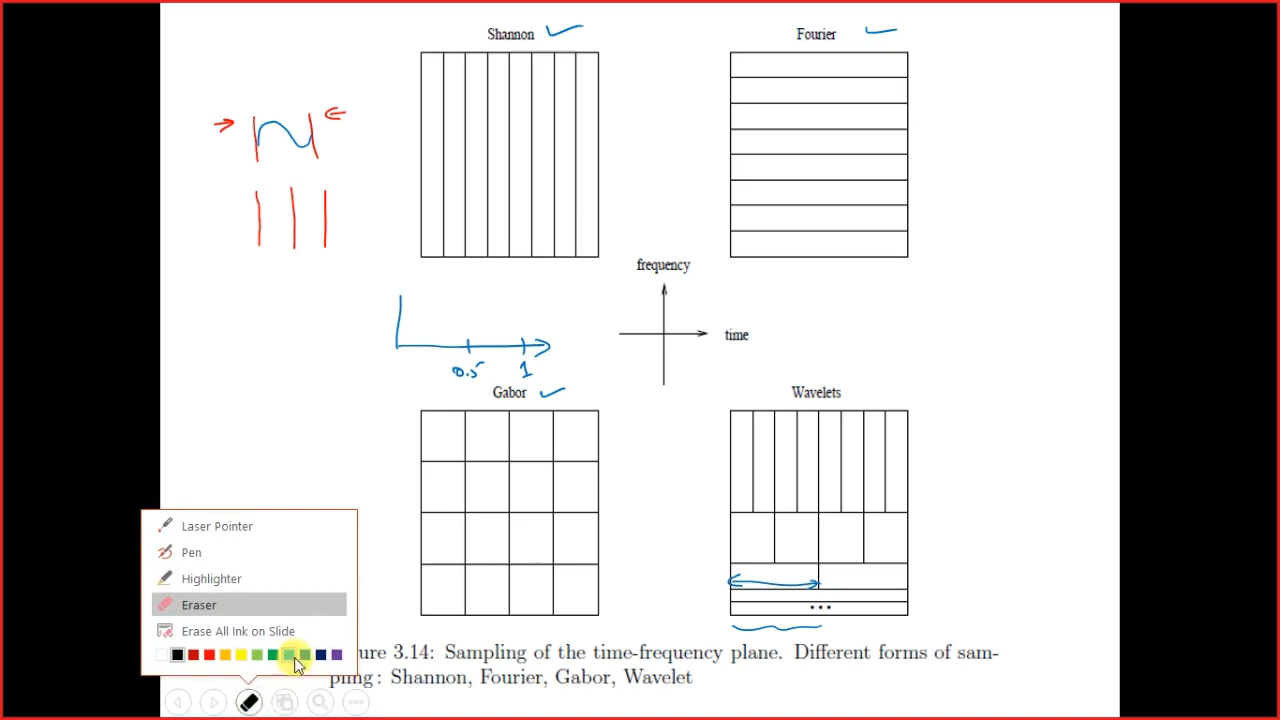 Shannon
Fourier
frequency
time
0.5
1
Gabor
Wavelets
Laser Pointer
Pen
Highlighter
Eraser
Erase All Ink on Slide
ure 3.14: Sampling of the time-frequency plane. Different forms of sam-
pling: Shannon, Fourier, Gabor, Wavelet